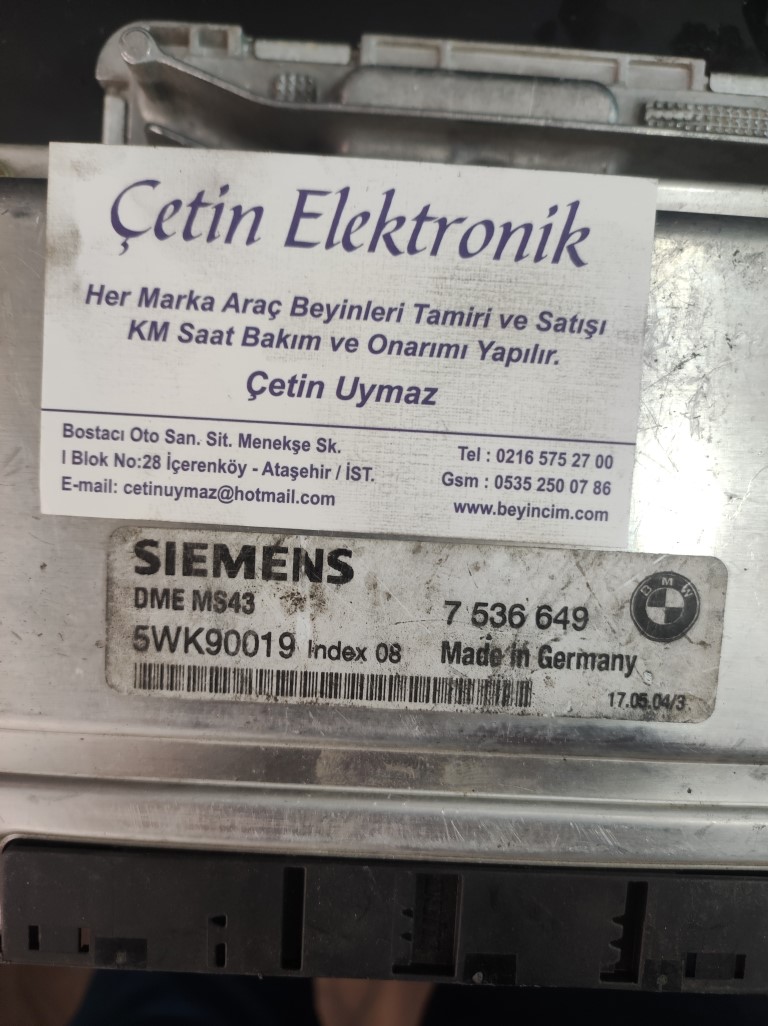 Çetin Elektronik
Her Marka Araç Beyinleri Tamiri ve Satışı
KM Saat Bakım ve Onarımı Yapılır.
Çetin Uymaz
Bostacı Oto San. Sit. Menekşe Sk.
I Blok No:28 İçerenköy - Ataşehir / İST.
E-mail: cetinuymaz@hotmail.com
Tel : 0216 575 27 00
Gsm : 0535 250 07 86
www.beyincim.com
SIEMENS
DME MS43
7 536 649
BMW
5WK90019 Index 08
Made in Germany
17.05.04/3